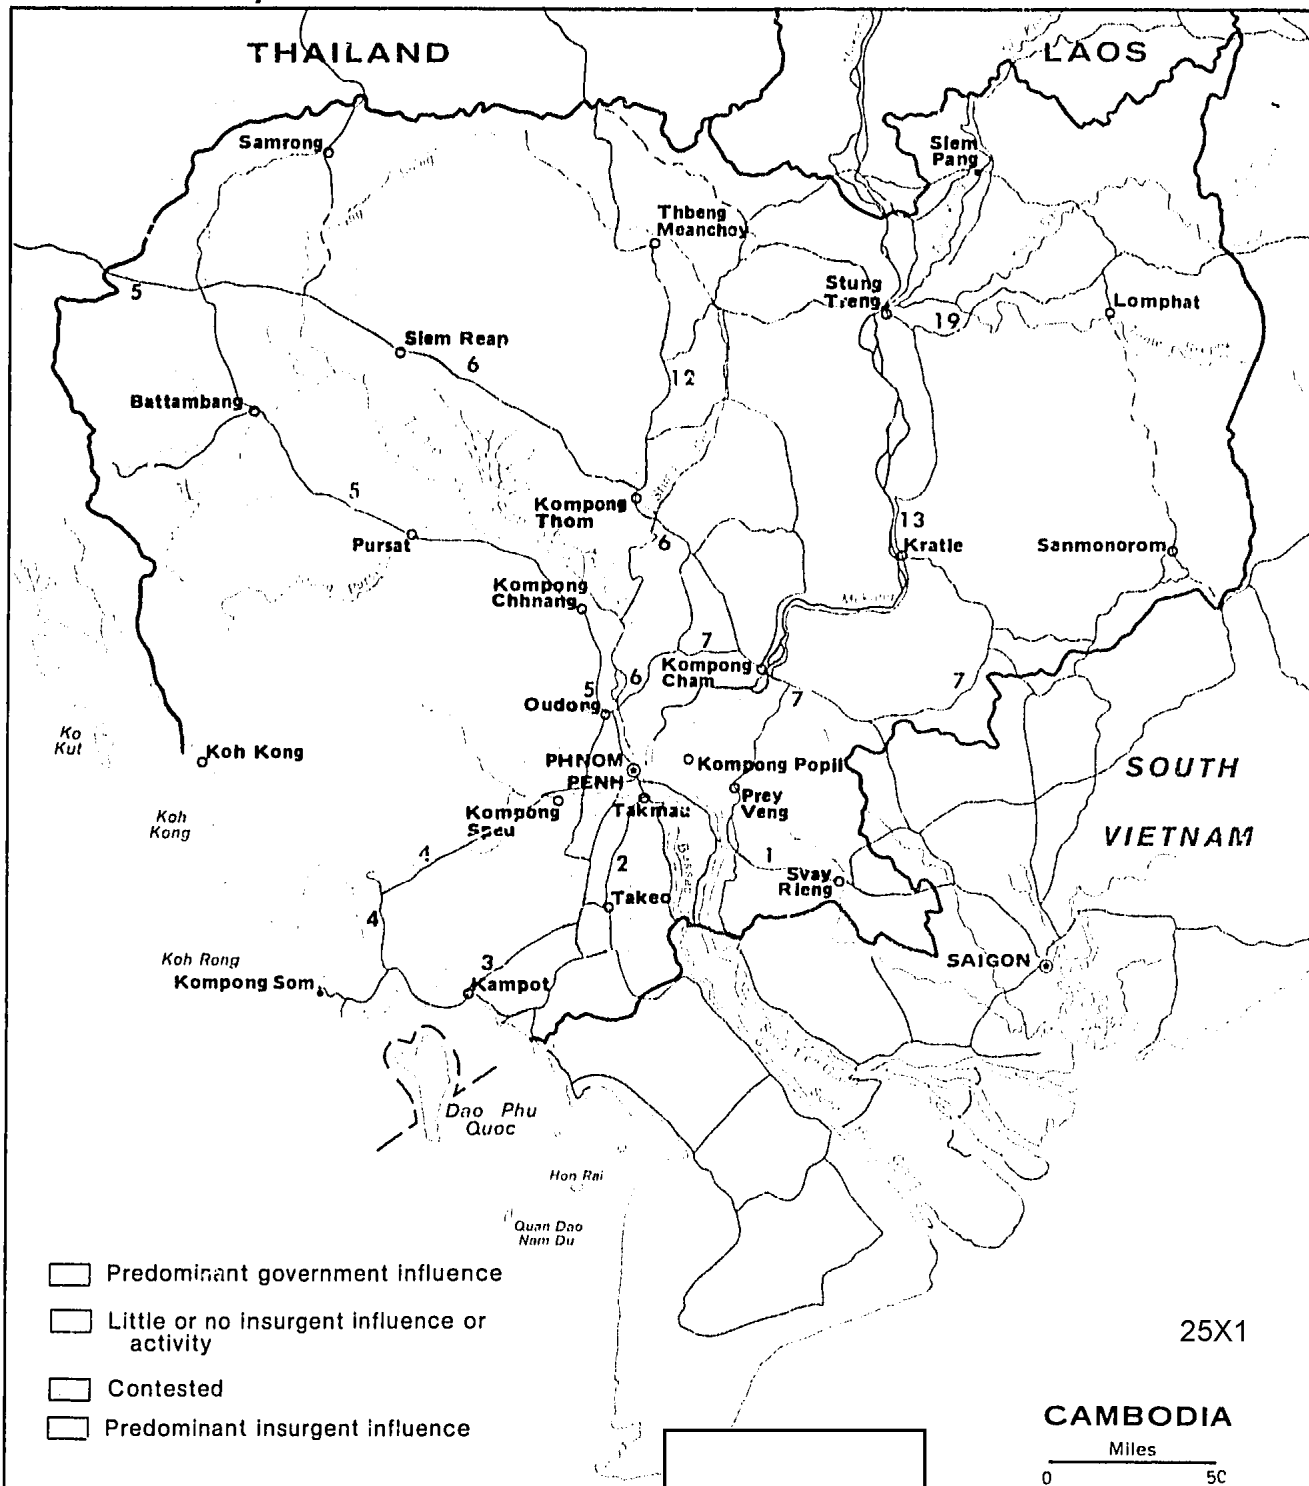 THAILAND
LAOS
Samrong
Siem
Pang
Thbeng
Meanchey
5
Stung
Treng
19
Lomphat
Siem Reap
6
12
Battambang
5
Kompong
Thom
6
13
Kratie
Sanmonorom
Pursat
Kompong
Chhnang
Mekong
7
Kompong
Cham
6
7
7
5
Oudong
Ko
Kut
Koh Kong
PHNOM
PENH
Kompong Popil
SOUTH
VIETNAM
Koh
Kong
Kompong
Speu
Takmau
Prey
Veng
4
2
Bassac
1
Svay
Rieng
Takeo
4
Koh Rong
Kompong Som
3
Kampot
SAIGON
Dao Phu
Quoc
Hon Rai
Quan Dao
Nam Du
Predominant government influence
Little or no insurgent influence or
activity
Contested
Predominant insurgent influence
25X1
CAMBODIA
Miles
0 50